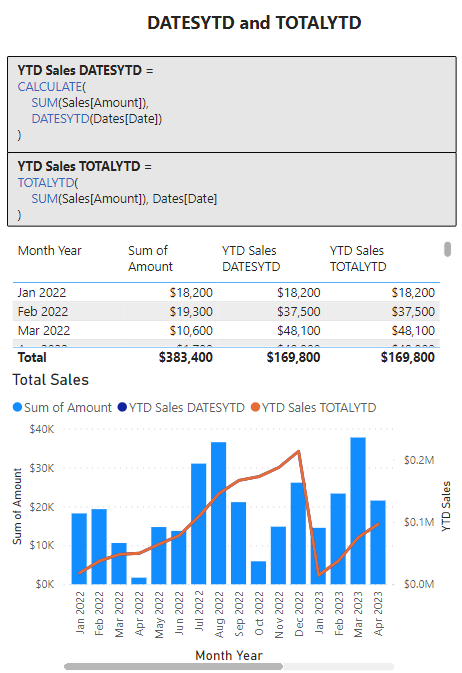 DATESYTD and TOTALYTD
YTD Sales DATESYTD =
CALCULATE(
SUM(Sales[Amount]),
DATESYTD(Dates[Date])
)
YTD Sales TOTALYTD =
TOTALYTD(
SUM(Sales[Amount]), Dates[Date]
)
Month Year Sum of Amount YTD Sales DATESYTD YTD Sales TOTALYTD
Jan 2022 $18,200 $18,200 $18,200
Feb 2022 $19,300 $37,500 $37,500
Mar 2022 $10,600 $48,100 $48,100
Total $383,400 $169,800 $169,800
Total Sales
Sum of Amount YTD Sales DATESYTD YTD Sales TOTALYTD
Sum of Amount
$40K
$30K
$20K
$10K
$0K
$0.2M
$0.1M
$0.0M
YTD Sales
Jan 2022
Feb 2022
Mar 2022
Apr 2022
May 2022
Jun 2022
Jul 2022
Aug 2022
Sep 2022
Oct 2022
Nov 2022
Dec 2022
Jan 2023
Feb 2023
Mar 2023
Apr 2023
Month Year